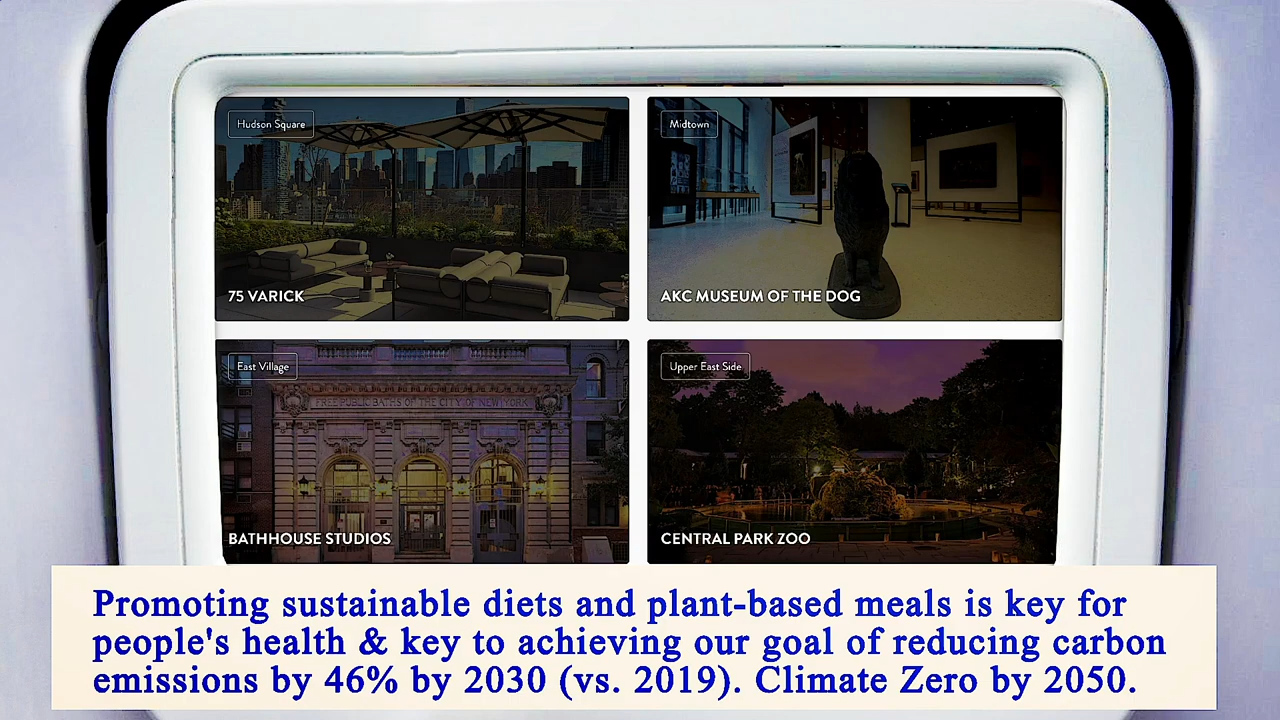 Hudson Square
75 VARICK
Midtown
AKC MUSEUM OF THE DOG
East Village
FREE PUBLIC BATHS OF THE CITY OF NEW YORK
BATHHOUSE STUDIOS
Upper East Side
CENTRAL PARK ZOO
Promoting sustainable diets and plant-based meals is key for
people's health & key to achieving our goal of reducing carbon
emissions by 46% by 2030 (vs. 2019). Climate Zero by 2050.